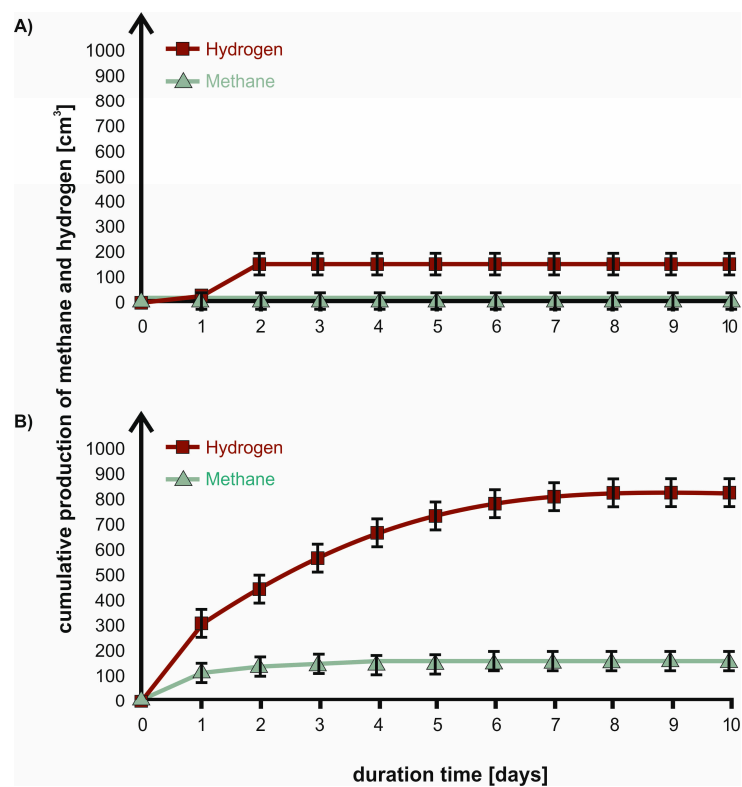 A)
cumulative production of methane and hydrogen [cm³]
Hydrogen
Methane
1000
900
800
700
600
500
400
300
200
100
0
0 1 2 3 4 5 6 7 8 9 10
B)
Hydrogen
Methane
1000
900
800
700
600
500
400
300
200
100
0
0 1 2 3 4 5 6 7 8 9 10
duration time [days]